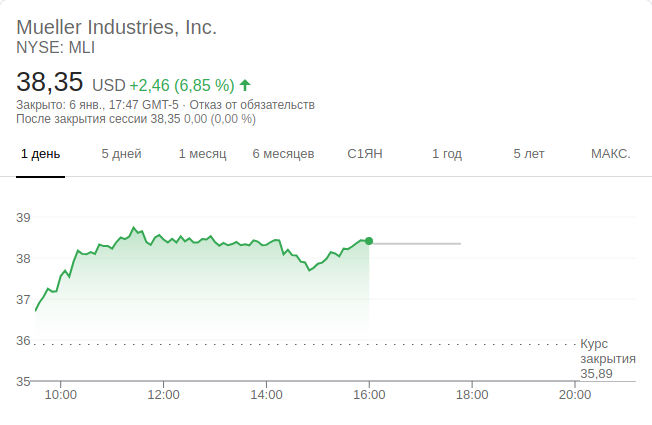 Mueller Industries, Inc.
NYSE: MLI
38,35 USD +2,46 (6,85 %)
Закрыто: 6 янв., 17:47 GMT-5 · Отказ от обязательств
После закрытия сессии 38,35 0,00 (0,00 %)
1 день 5 дней 1 месяц 6 месяцев С1ЯН 1 год 5 лет МАКС.
39
38
37
36
Курс
закрытия
35,89
35
10:00 12:00 14:00 16:00 18:00 20:00